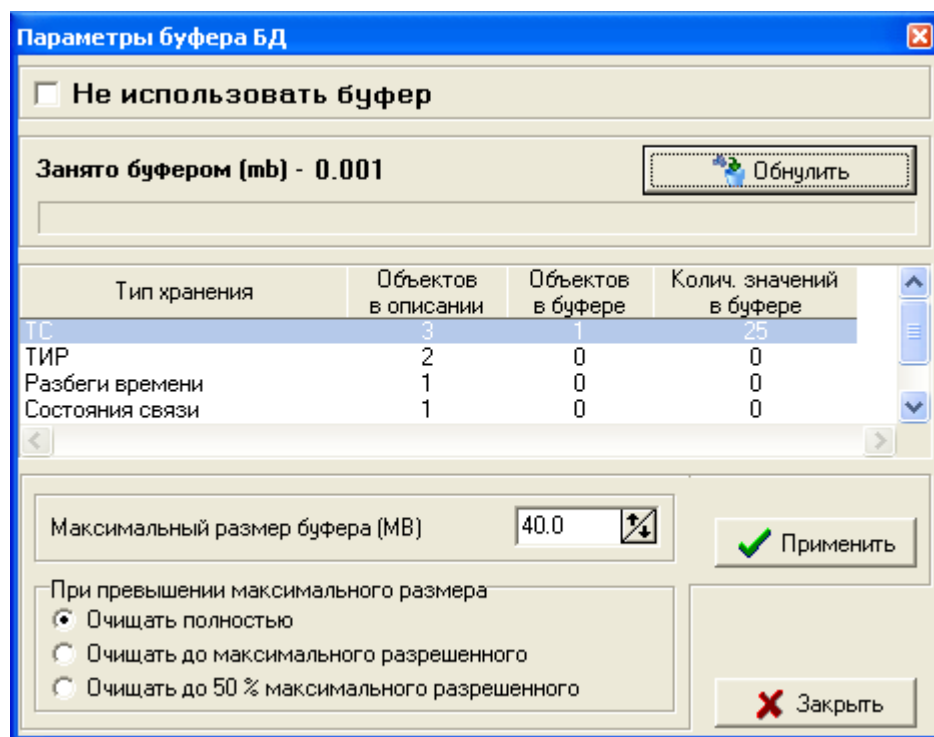 Параметры буфера БД
Не использовать буфер
Занято буфером (mb) - 0.001
Обнулить
Тип хранения Объектов в описании Объектов в буфере Колич. значений в буфере
ТС 3 1 25
ТИР 2 0 0
Разбеги времени 1 0 0
Состояния связи 1 0 0
Максимальный размер буфера (МВ) 40.0
Применить
При превышении максимального размера
Очищать полностью
Очищать до максимального разрешенного
Очищать до 50 % максимального разрешенного
Закрыть